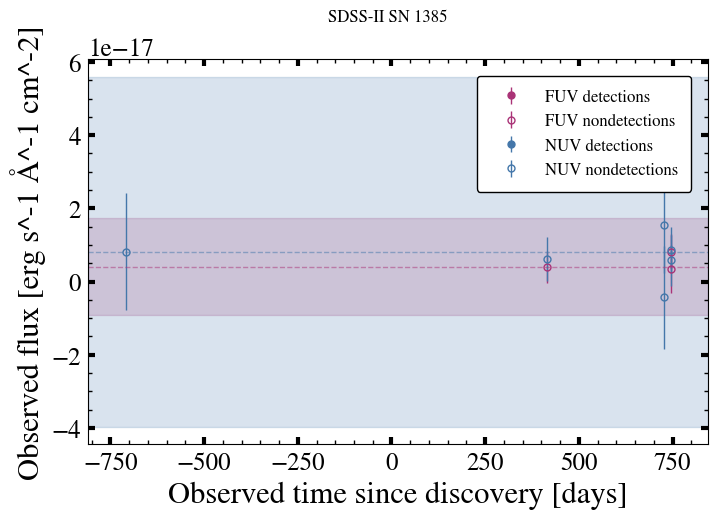 SDSS-II SN 1385
1e−17
FUV detections
FUV nondetections
NUV detections
NUV nondetections
6
4
2
0
−2
−4
Observed flux [erg s^-1 Å^-1 cm^-2]
−750 −500 −250 0 250 500 750
Observed time since discovery [days]